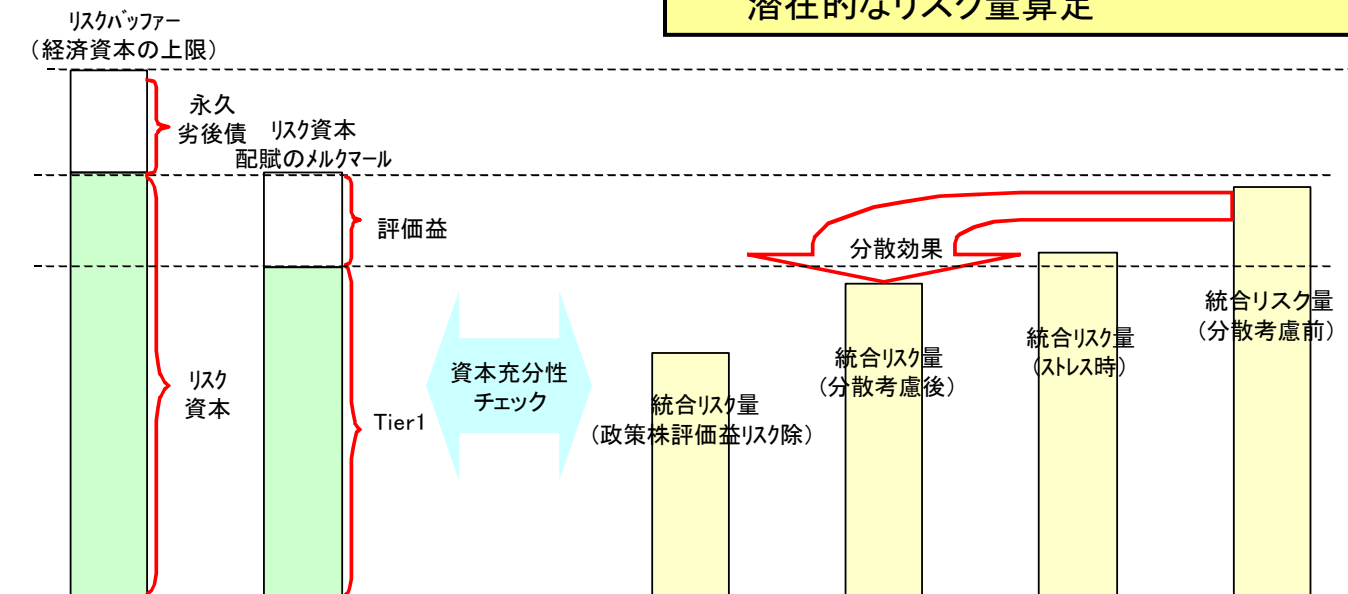 潜在的なリスク量算定
ﾘｽｸﾊﾞｯﾌｧｰ
（経済資本の上限）
永久
劣後債
ﾘｽｸ資本
配賦のﾒﾙｸﾏｰﾙ
評価益
分散効果
統合リスク量
（分散考慮前）
統合ﾘｽｸ量
（ｽﾄﾚｽ時）
統合ﾘｽｸ量
（分散考慮後）
資本充分性
チェック
ﾘｽｸ
資本
Tier1
統合ﾘｽｸ量
（政策株評価益ﾘｽｸ除）